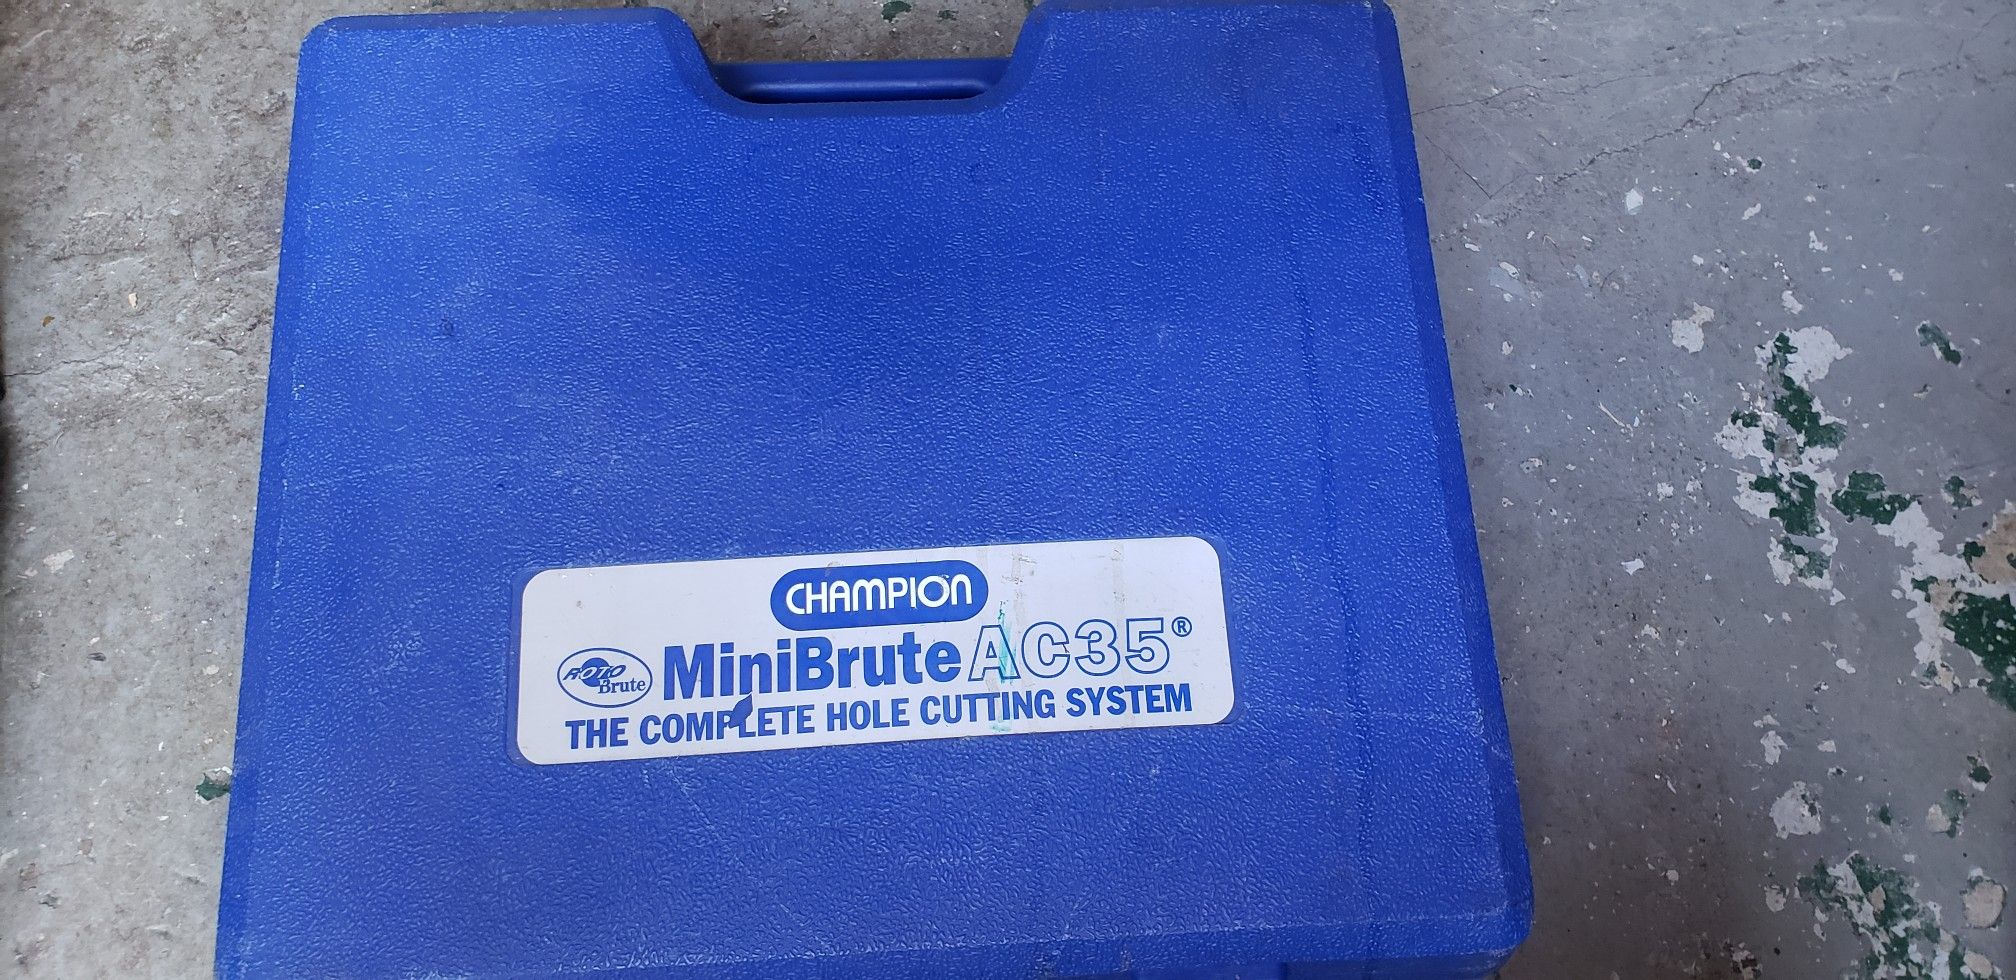 CHAMPION
ROTO Brute
MiniBrute AC35®
THE COMPLETE HOLE CUTTING SYSTEM